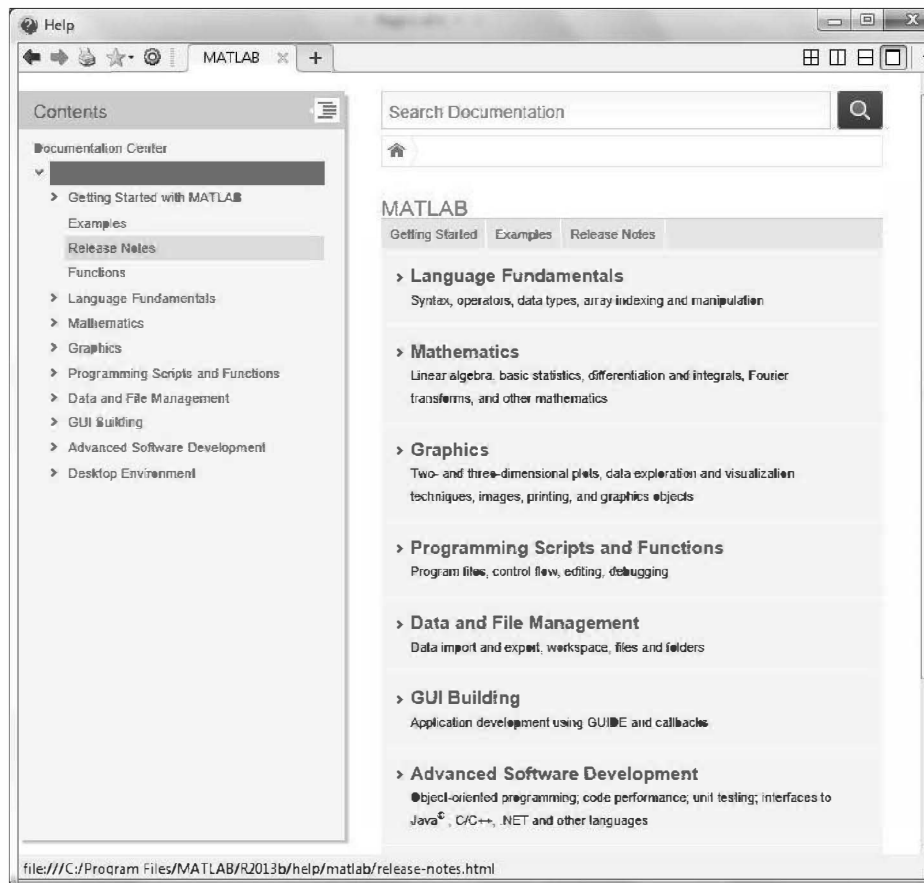 Help
MATLAB
Contents
Documentation Center
Getting Started with MATLAB
Examples
Release Notes
Functions
Language Fundamentals
Mathematics
Graphics
Programming Scripts and Functions
Data and File Management
GUI Building
Advanced Software Development
Desktop Environment
Search Documentation
MATLAB
Getting Started Examples Release Notes
Language Fundamentals
Syntax, operators, data types, array indexing and manipulation
Mathematics
Linear algebra, basic statistics, differentiation and integrals, Fourier
transforms, and other mathematics
Graphics
Two- and three-dimensional plots, data exploration and visualization
techniques, images, printing, and graphics objects
Programming Scripts and Functions
Program files, control flow, editing, debugging
Data and File Management
Data import and export, workspace, files and folders
GUI Building
Application development using GUIDE and callbacks
Advanced Software Development
Object-oriented programming; code performance; unit testing; interfaces to
Java©, C/C++, .NET and other languages
file:///C:/Program Files/MATLAB/R2013b/help/matlab/release-notes.html